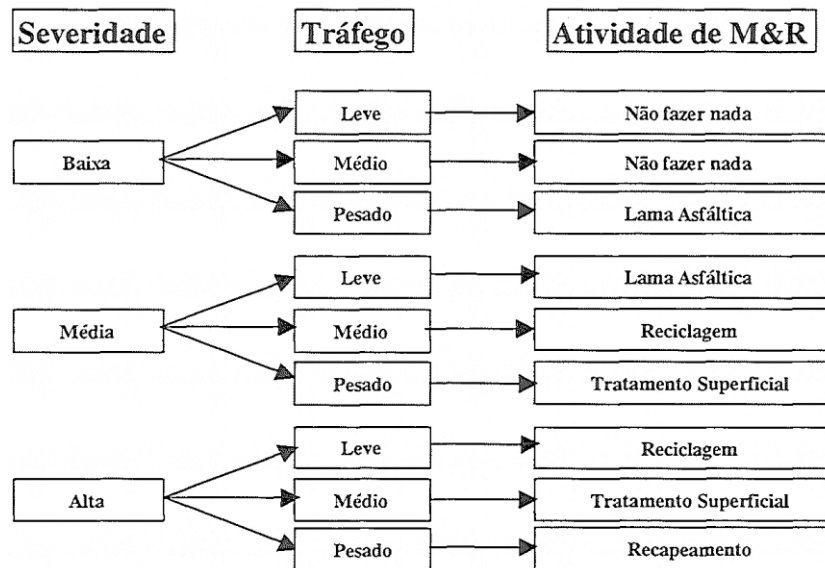 Severidade Tráfego Atividade de M&R
Leve Não fazer nada
Baixa Médio Não fazer nada
Pesado Lama Asfáltica
Leve Lama Asfáltica
Média Médio Reciclagem
Pesado Tratamento Superficial
Leve Reciclagem
Alta Médio Tratamento Superficial
Pesado Recapeamento